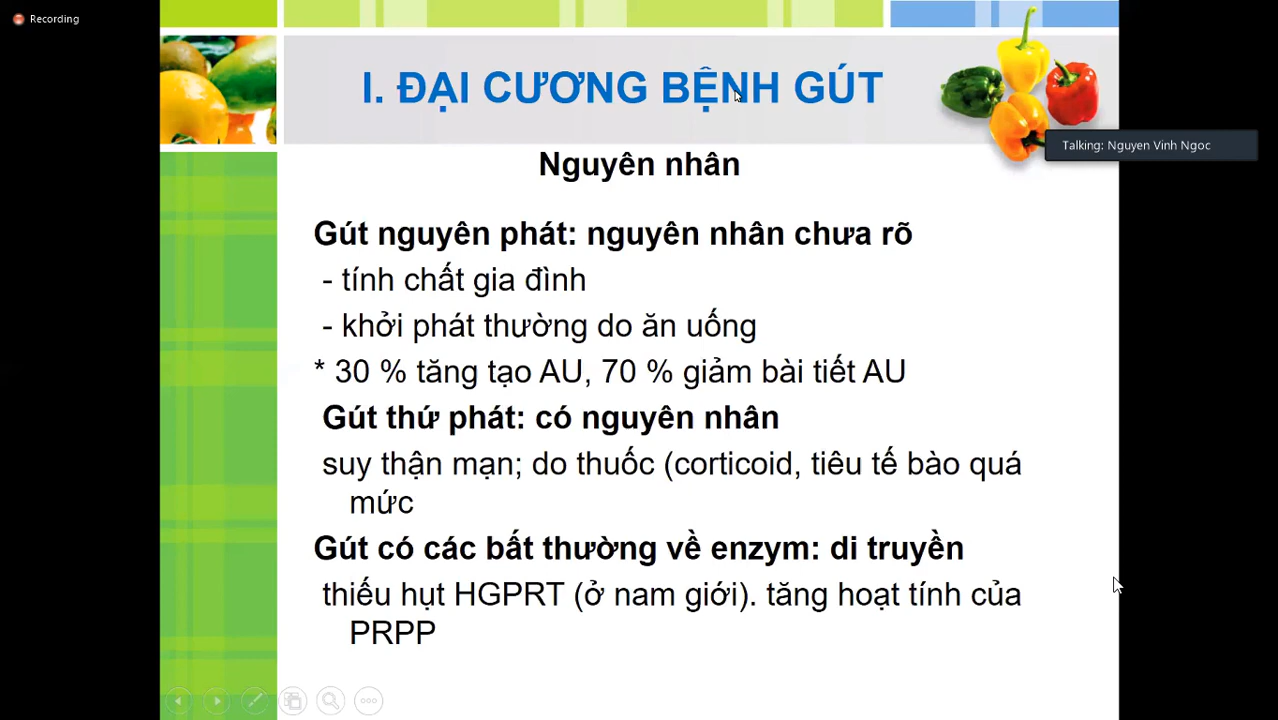 Recording
I. ĐẠI CƯƠNG BỆNH GÚT
Talking: Nguyen Vinh Ngoc
Nguyên nhân
Gút nguyên phát: nguyên nhân chưa rõ
- tính chất gia đình
- khởi phát thường do ăn uống
* 30 % tăng tạo AU, 70 % giảm bài tiết AU
Gút thứ phát: có nguyên nhân
suy thận mạn; do thuốc (corticoid, tiêu tế bào quá
mức
Gút có các bất thường về enzym: di truyền
thiếu hụt HGPRT (ở nam giới). tăng hoạt tính của
PRPP